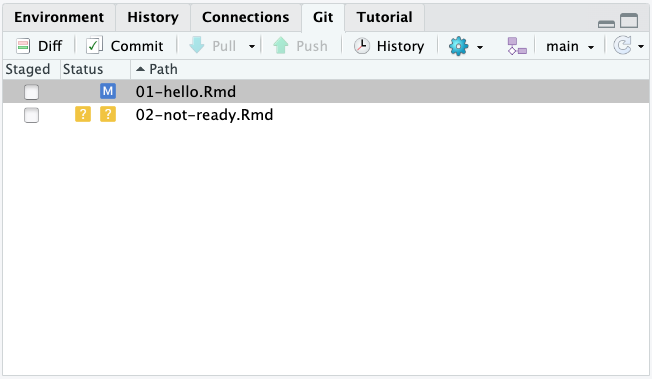 Environment History Connections Git Tutorial
Diff Commit Pull Push History main
Staged Status Path
M 01-hello.Rmd
? ? 02-not-ready.Rmd